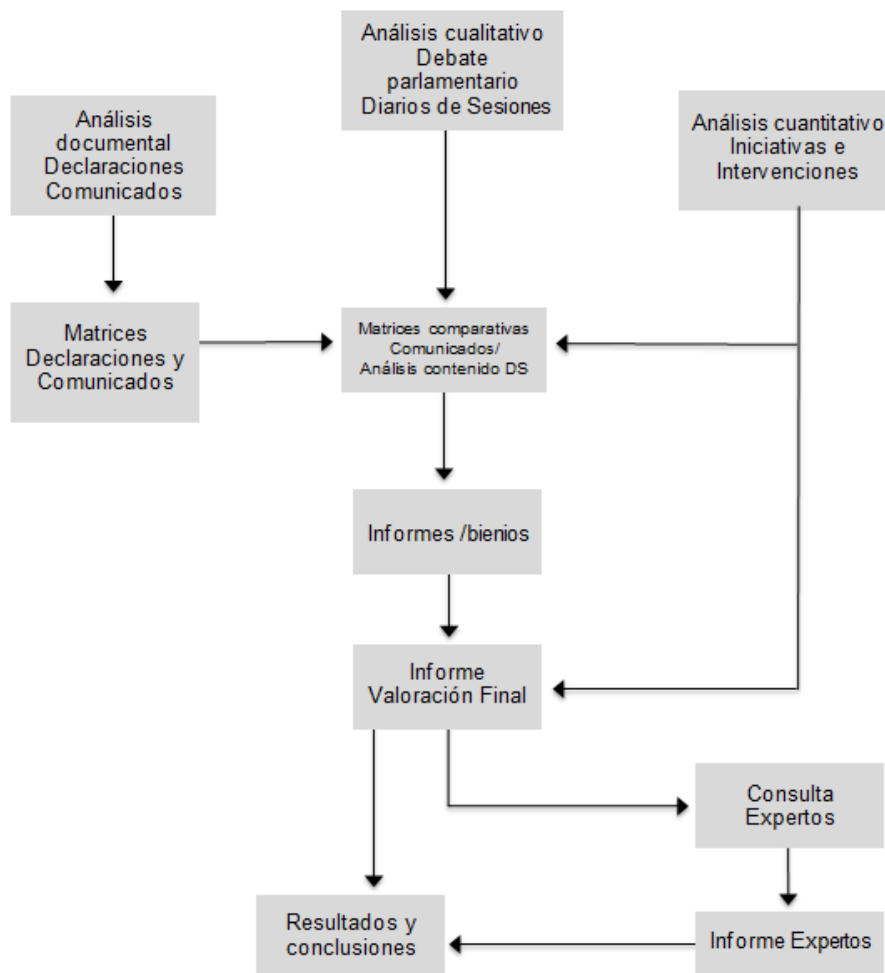 Análisis cualitativo
Debate
parlamentario
Diarios de Sesiones
Análisis
documental
Declaraciones
Comunicados
Análisis cuantitativo
Iniciativas e
Intervenciones
Matrices
Declaraciones y
Comunicados
Matrices comparativas
Comunicados/
Análisis contenido DS
Informes /bienios
Informe
Valoración Final
Consulta
Expertos
Resultados y
conclusiones
Informe Expertos